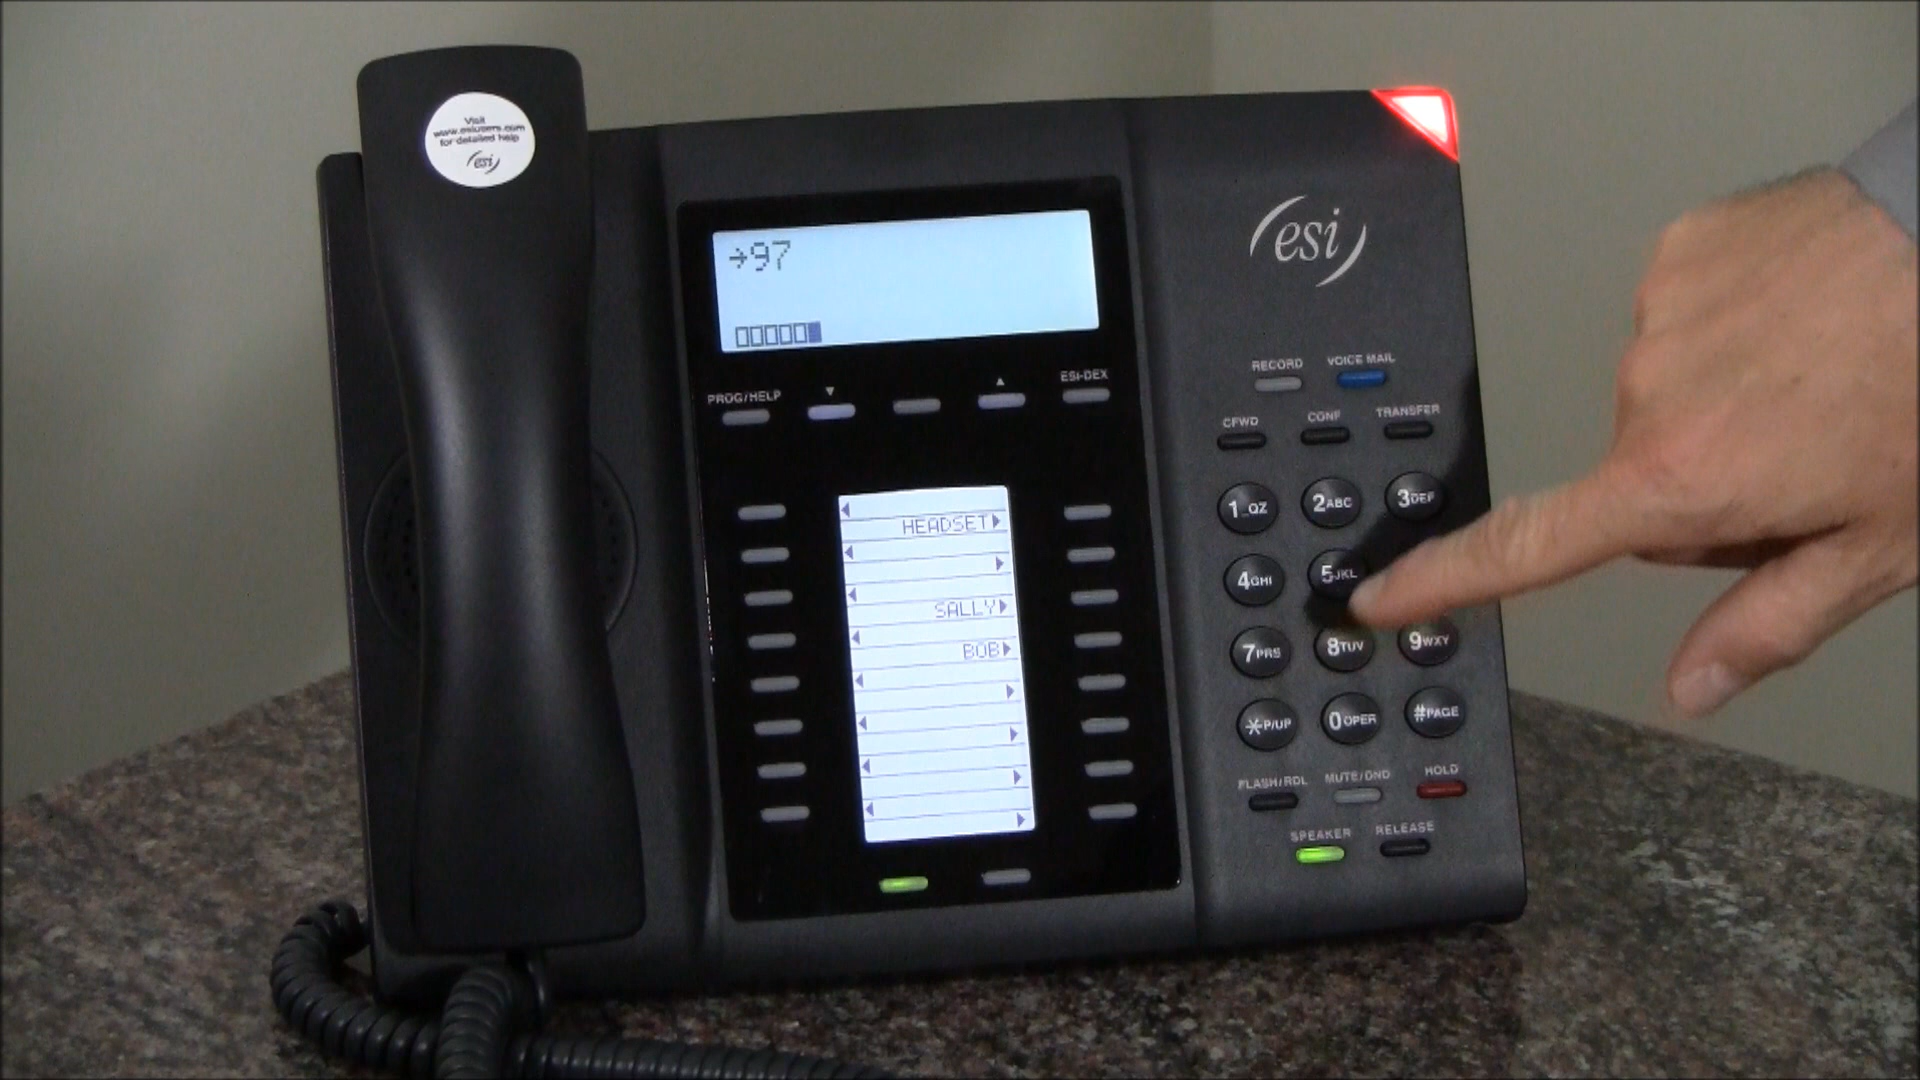 Visit
www.esiusers.com
for detailed help
esi
→97
esi
RECORD VOICE MAIL
PROG/HELP ▼ ▲ ESI-DEX
CFWD CONF TRANSFER
1_QZ 2ABC 3DEF
HEADSET
4GHI 5JKL
SALLY
BOB
7PRS 8TUV 9WXY
*P/UP 0OPER #PAGE
FLASH/RDL MUTE/DND HOLD
SPEAKER RELEASE